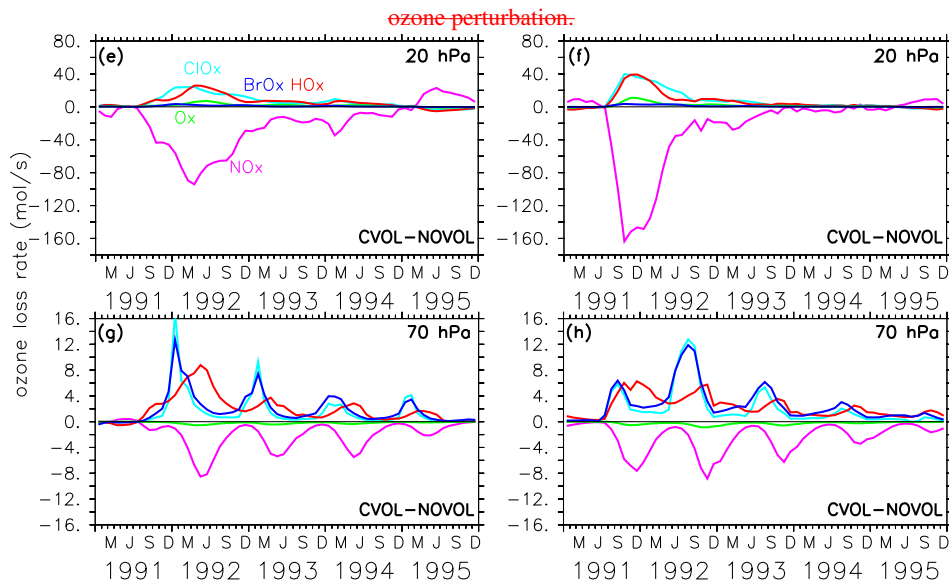 ozone perturbation.
(e) 20 hPa
80.
40.
0.
−40.
−80.
−120.
−160.
ClOx
BrOx HOx
Ox
NOx
CVOL−NOVOL
M J S D M J S D M J S D M J S D M J S D
1991 1992 1993 1994 1995
(f) 20 hPa
80.
40.
0.
−40.
−80.
−120.
−160.
CVOL−NOVOL
M J S D M J S D M J S D M J S D M J S D
1991 1992 1993 1994 1995
ozone loss rate (mol/s)
(g) 70 hPa
16.
12.
8.
4.
0.
−4.
−8.
−12.
−16.
CVOL−NOVOL
M J S D M J S D M J S D M J S D M J S D
1991 1992 1993 1994 1995
(h) 70 hPa
16.
12.
8.
4.
0.
−4.
−8.
−12.
−16.
CVOL−NOVOL
M J S D M J S D M J S D M J S D M J S D
1991 1992 1993 1994 1995